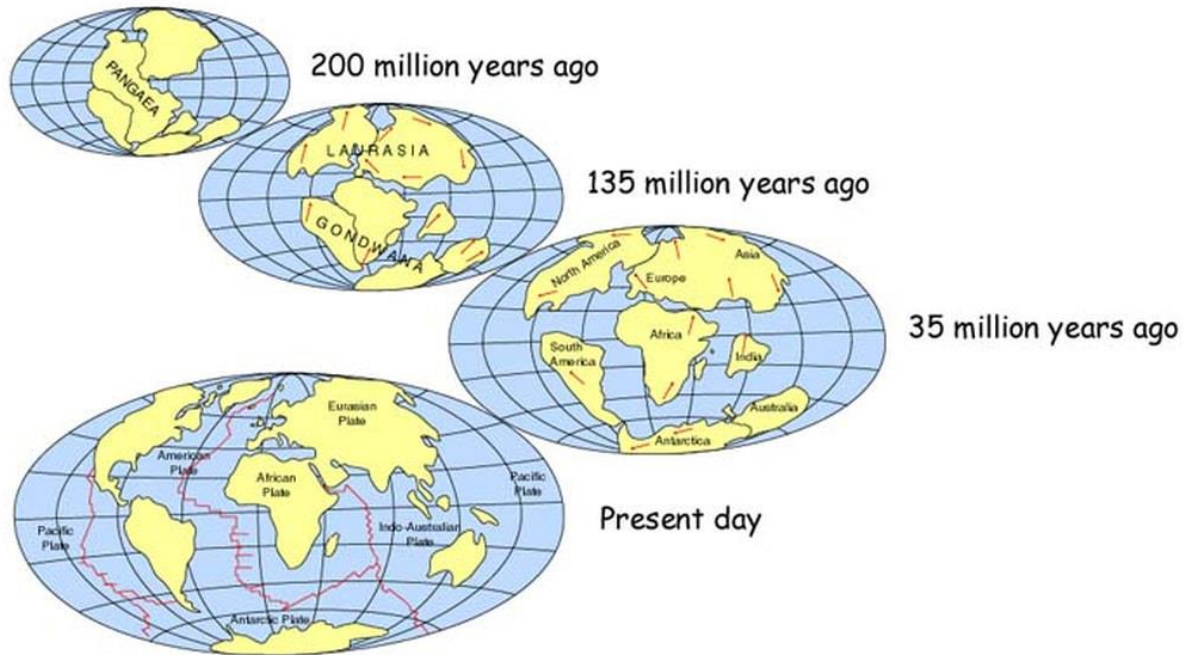 PANGAEA
200 million years ago
LAURASIA
GONDWANA
135 million years ago
North America
Europe
Asia
Africa
South
America
India
Australia
Antarctica
35 million years ago
Eurasian
Plate
American
Plate
African
Plate
Pacific
Plate
Pacific
Plate
Indo-Australian
Plate
Antarctic Plate
Present day